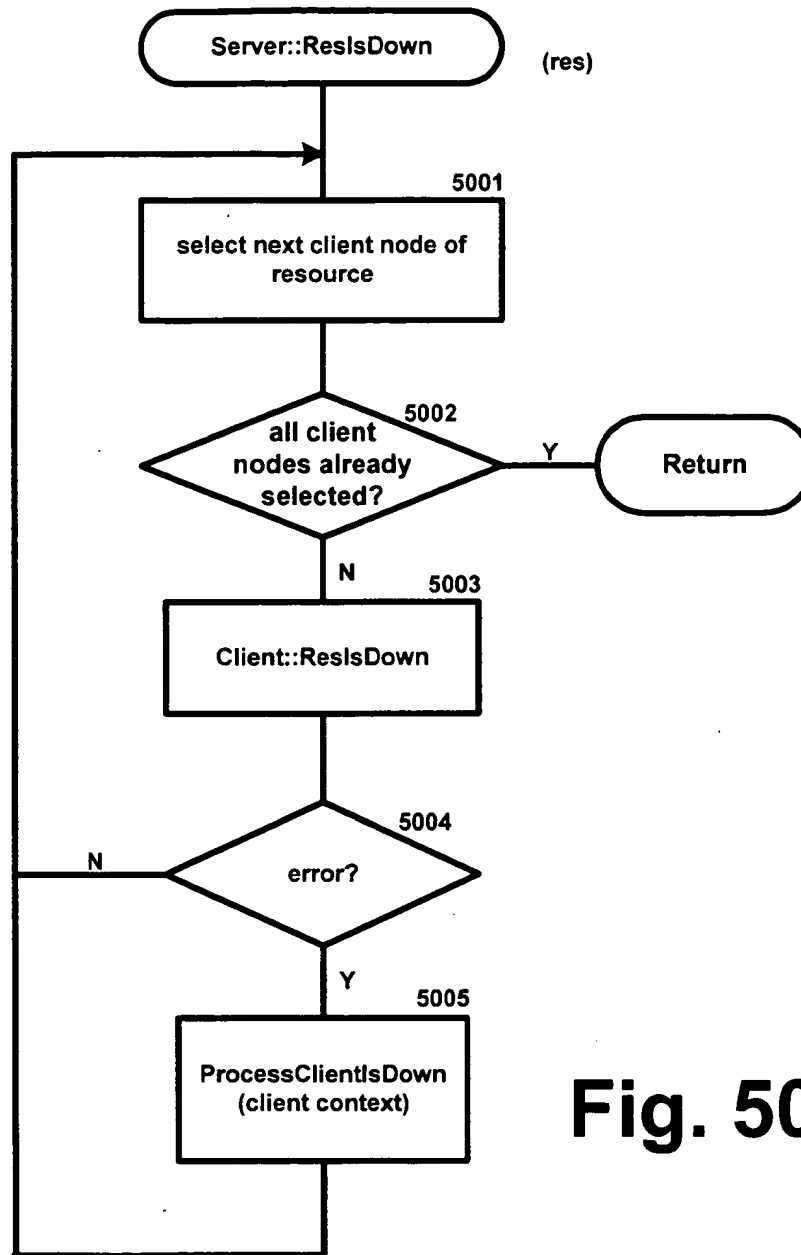 Server::ResIsDown
(res)
5001
select next client node of
resource
5002
all client
nodes already
selected?
Y
Return
N
5003
Client::ResIsDown
5004
N
error?
Y
5005
ProcessClientIsDown
(client context)
Fig. 50